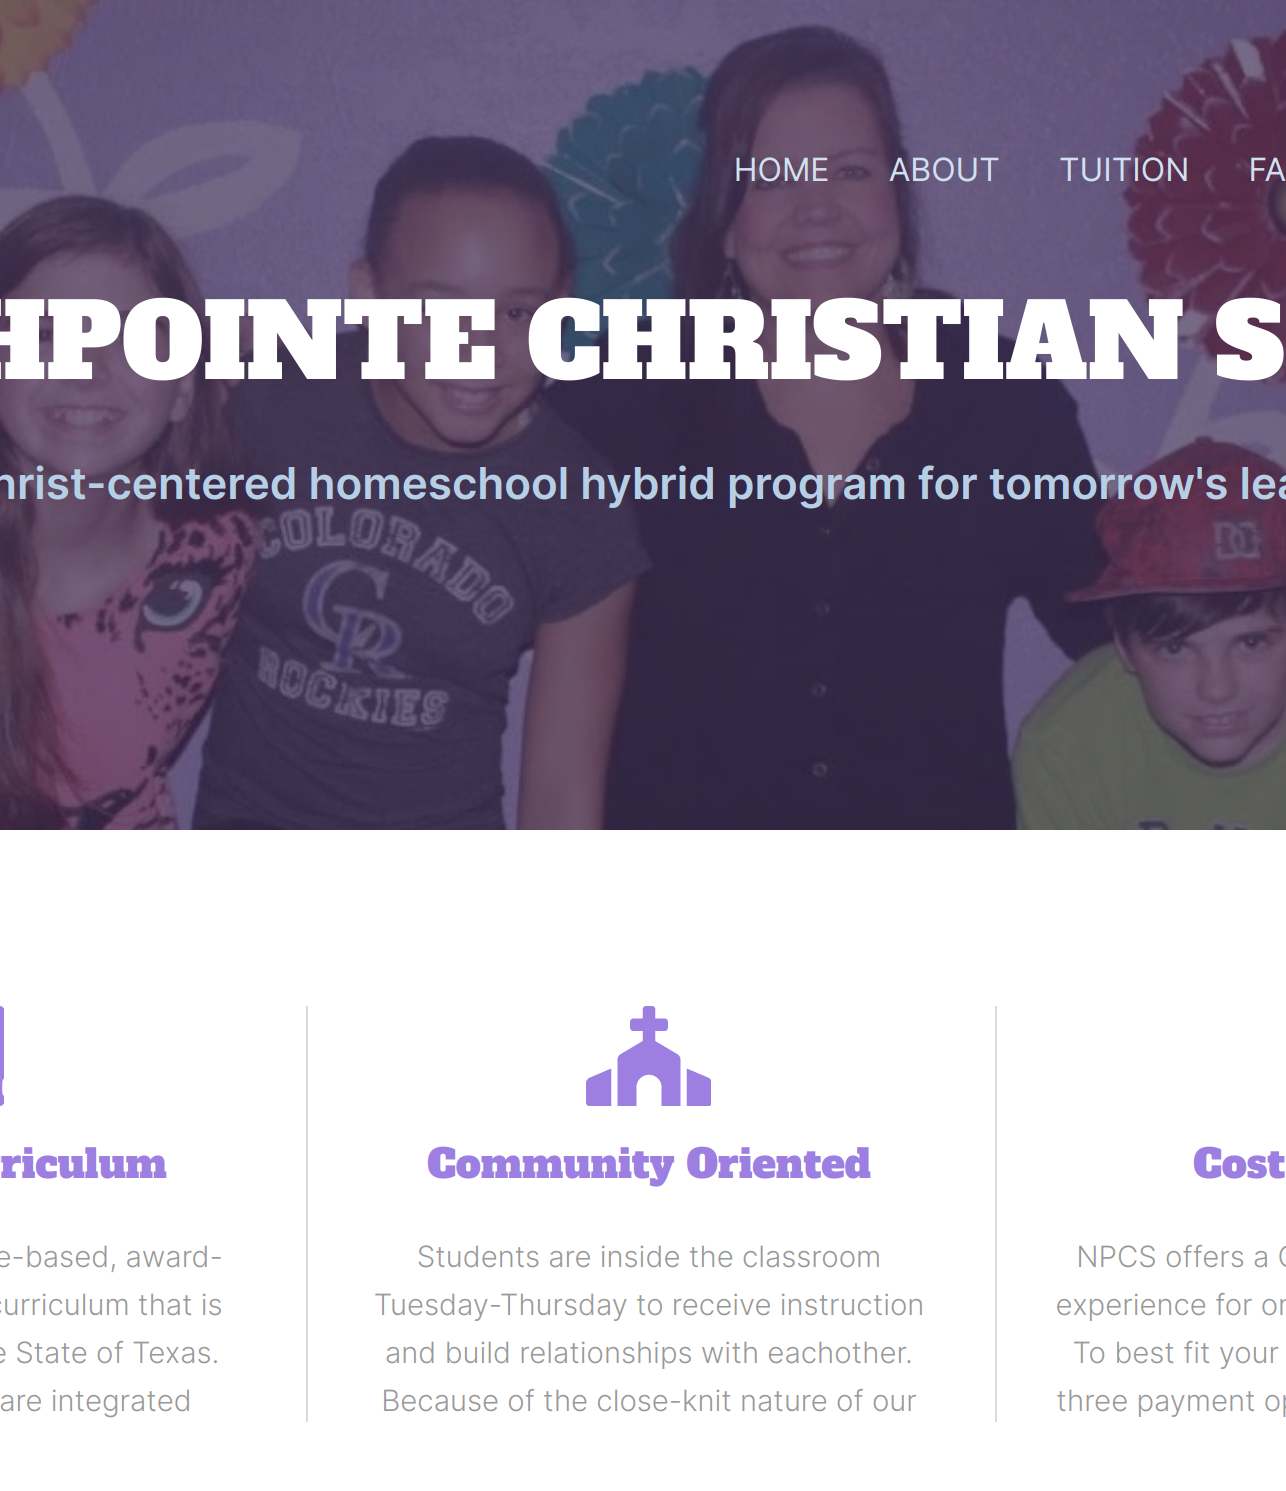 HOME ABOUT TUITION FA
HPOINTE CHRISTIAN S
hrist-centered homeschool hybrid program for tomorrow's lea
COLORADO
CR
ROCKIES
DC
riculum
Community Oriented
Cost
e-based, award-
curriculum that is
e State of Texas.
are integrated
Students are inside the classroom
Tuesday-Thursday to receive instruction
and build relationships with eachother.
Because of the close-knit nature of our
NPCS offers a
experience for
To best fit your
three payment